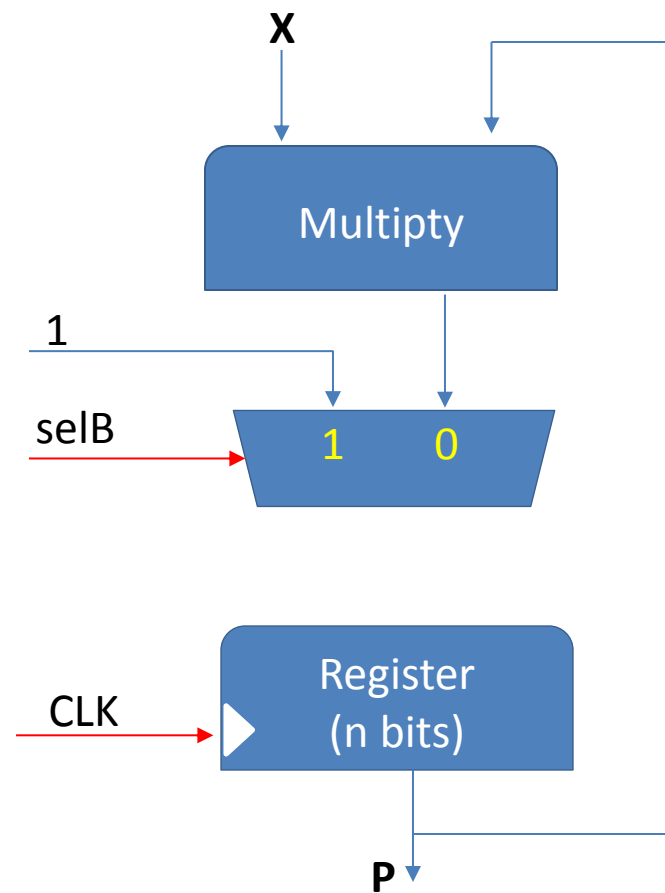 X
Multipty
1
selB
1 0
CLK
Register
(n bits)
P